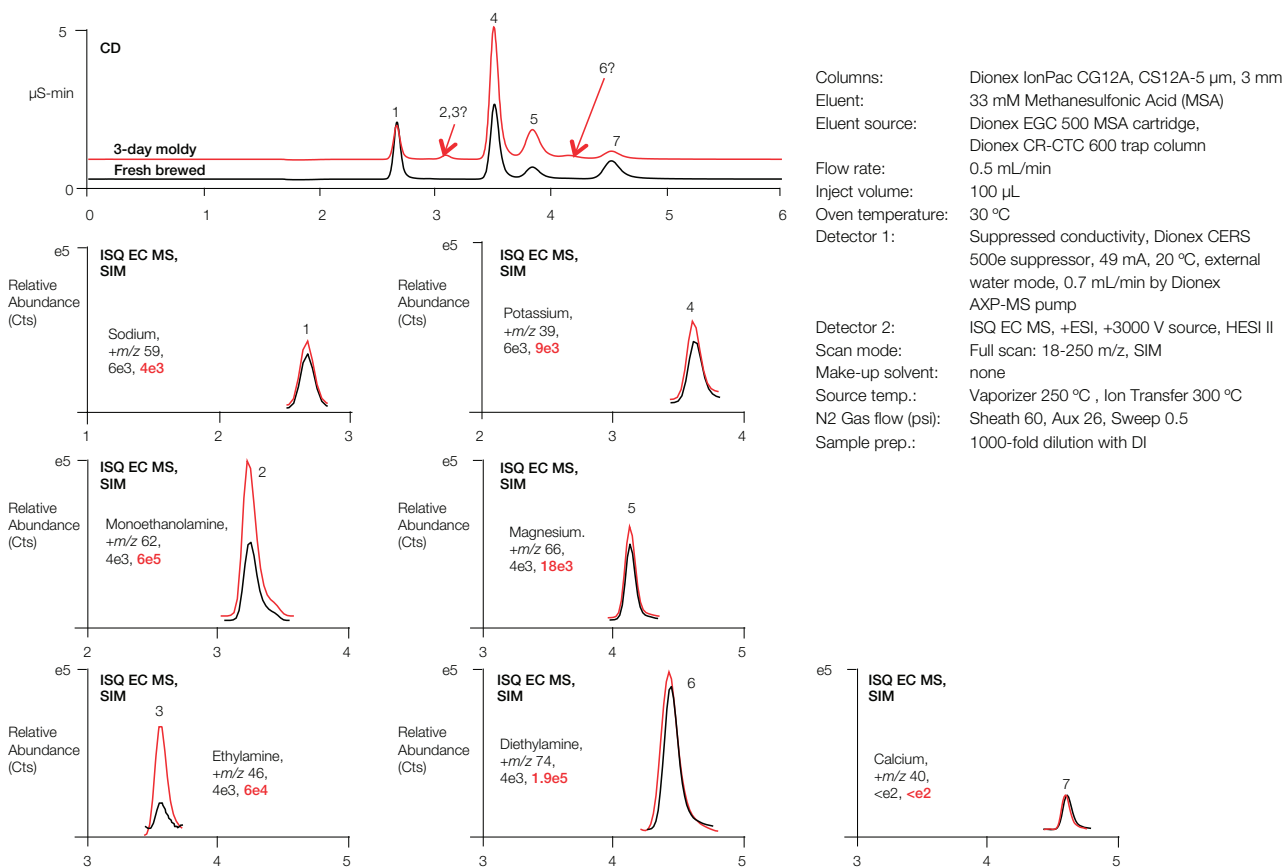 5
CD
µS-min
0
3-day moldy
Fresh brewed
1
2,3?
4
5
6?
7
0 1 2 3 4 5 6
Columns: Dionex IonPac CG12A, CS12A-5 µm, 3 mm
Eluent: 33 mM Methanesulfonic Acid (MSA)
Eluent source: Dionex EGC 500 MSA cartridge,
Dionex CR-CTC 600 trap column
Flow rate: 0.5 mL/min
Inject volume: 100 µL
Oven temperature: 30 ºC
Detector 1: Suppressed conductivity, Dionex CERS
500e suppressor, 49 mA, 20 ºC, external
water mode, 0.7 mL/min by Dionex
AXP-MS pump
Detector 2: ISQ EC MS, +ESI, +3000 V source, HESI II
Scan mode: Full scan: 18-250 m/z, SIM
Make-up solvent: none
Source temp.: Vaporizer 250 ºC , Ion Transfer 300 ºC
N2 Gas flow (psi): Sheath 60, Aux 26, Sweep 0.5
Sample prep.: 1000-fold dilution with DI
e5
ISQ EC MS,
SIM
Relative
Abundance
(Cts)
Sodium,
+m/z 59,
6e3, 4e3
1
1 2 3
e5
ISQ EC MS,
SIM
Relative
Abundance
(Cts)
Potassium,
+m/z 39,
6e3, 9e3
4
2 3 4
e5
ISQ EC MS,
SIM
Relative
Abundance
(Cts)
Monoethanolamine,
+m/z 62,
4e3, 6e5
2
2 3 4
e5
ISQ EC MS,
SIM
Relative
Abundance
(Cts)
Magnesium.
+m/z 66,
4e3, 18e3
5
3 4 5
e5
ISQ EC MS,
SIM
Relative
Abundance
(Cts)
3
Ethylamine,
+m/z 46,
4e3, 6e4
3 4 5
e5
ISQ EC MS,
SIM
Relative
Abundance
(Cts)
Diethylamine,
+m/z 74,
4e3, 1.9e5
6
3 4 5
e5
ISQ EC MS,
SIM
Calcium,
+m/z 40,
<e2, <e2
7
3 4 5